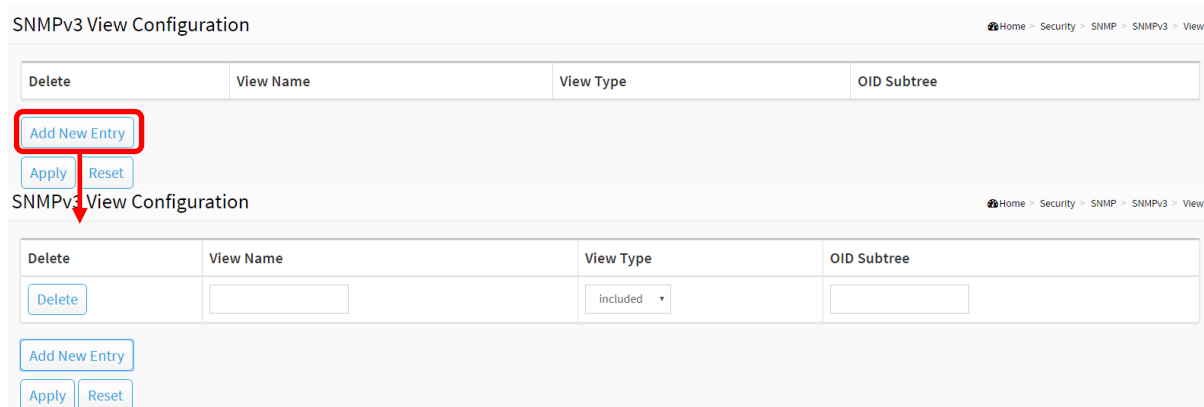 SNMPv3 View Configuration
Home > Security > SNMP > SNMPv3 > View
Delete View Name View Type OID Subtree
Add New Entry
Apply Reset
SNMPv3 View Configuration
Home > Security > SNMP > SNMPv3 > View
Delete View Name View Type OID Subtree
Delete included
Add New Entry
Apply Reset